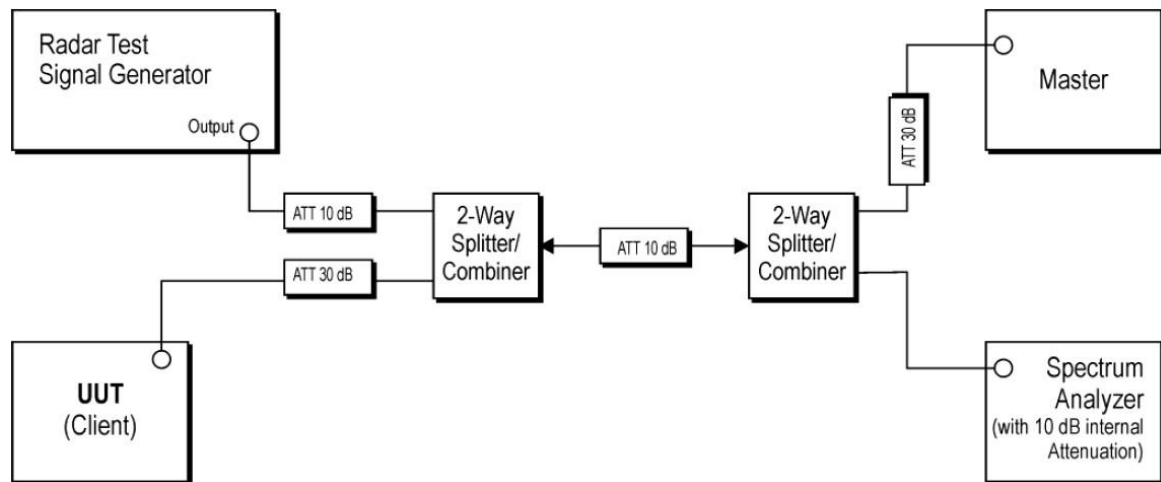 Radar Test
Signal Generator
Output
ATT 10 dB
ATT 30 dB
UUT
(Client)
2-Way
Splitter/
Combiner
ATT 10 dB
2-Way
Splitter/
Combiner
ATT 30 dB
Master
Spectrum
Analyzer
(with 10 dB internal
Attenuation)